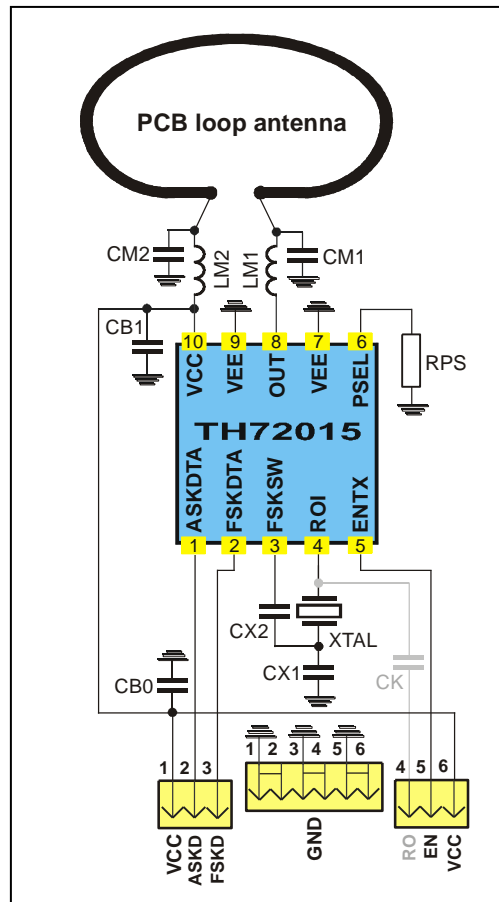 PCB loop antenna
CM2
LM2
LM1
CM1
CB1
10
9
8
7
6
RPS
VCC
VEE
OUT
VEE
PSEL
TH72015
ASKDTA
FSKDTA
FSKSW
ROI
ENTX
1
2
3
4
5
CX2
XTAL
CX1
CK
CB0
1
2
3
1
2
3
4
5
6
4
5
6
VCC
ASKD
FSKD
GND
RO
EN
VCC